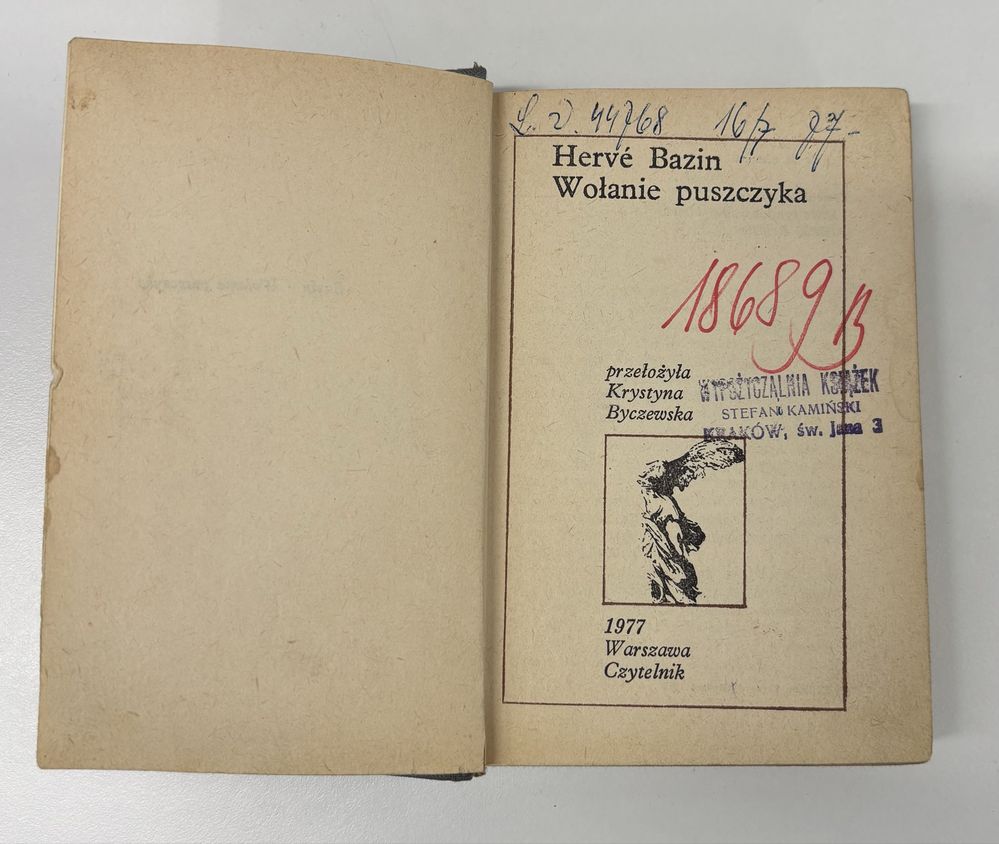 L. V. 44768 16/7 77-
Hervé Bazin
Wołanie puszczyka
18689 B
przełożyła
Krystyna
Byczewska
WYPOŻYCZALNIA KSIĄŻEK
STEFAN KAMIŃSKI
KRAKÓW, św. Jana 3
1977
Warszawa
Czytelnik